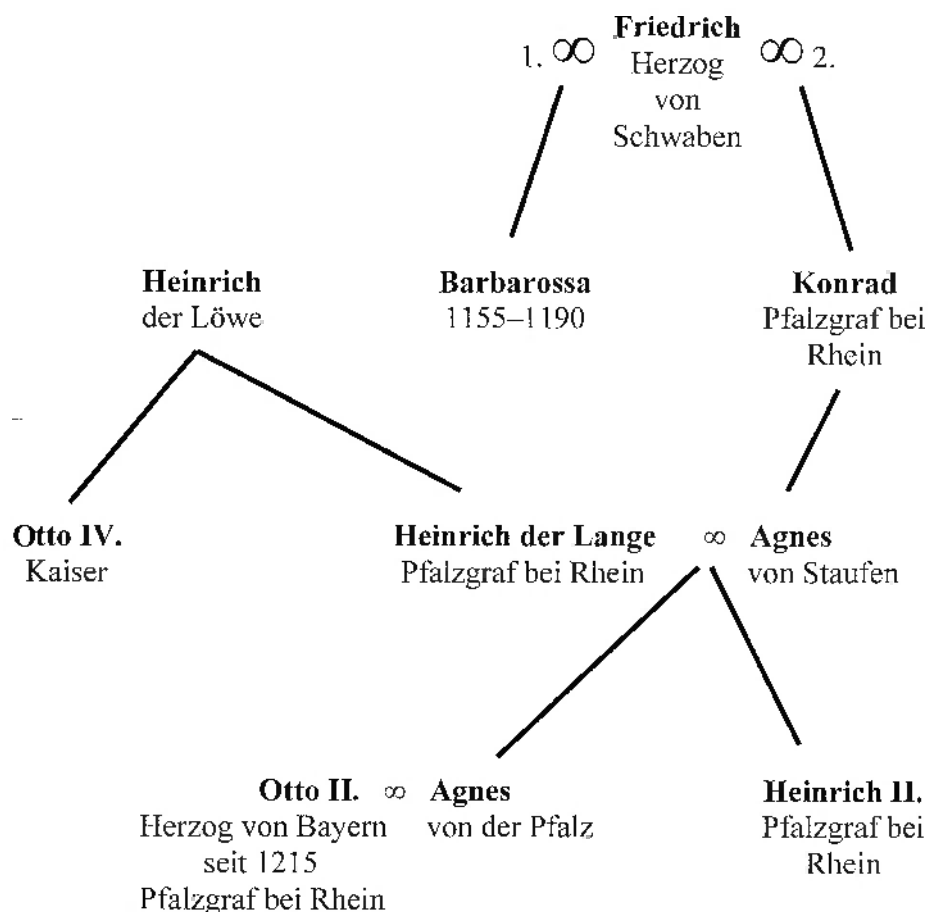 1. ∞ Friedrich ∞ 2.
Herzog
von
Schwaben
Heinrich
der Löwe
Barbarossa
1155–1190
Konrad
Pfalzgraf bei
Rhein
Otto IV.
Kaiser
Heinrich der Lange ∞ Agnes
Pfalzgraf bei Rhein von Staufen
Otto II. ∞ Agnes
Herzog von Bayern von der Pfalz
seit 1215
Pfalzgraf bei Rhein
Heinrich II.
Pfalzgraf bei
Rhein